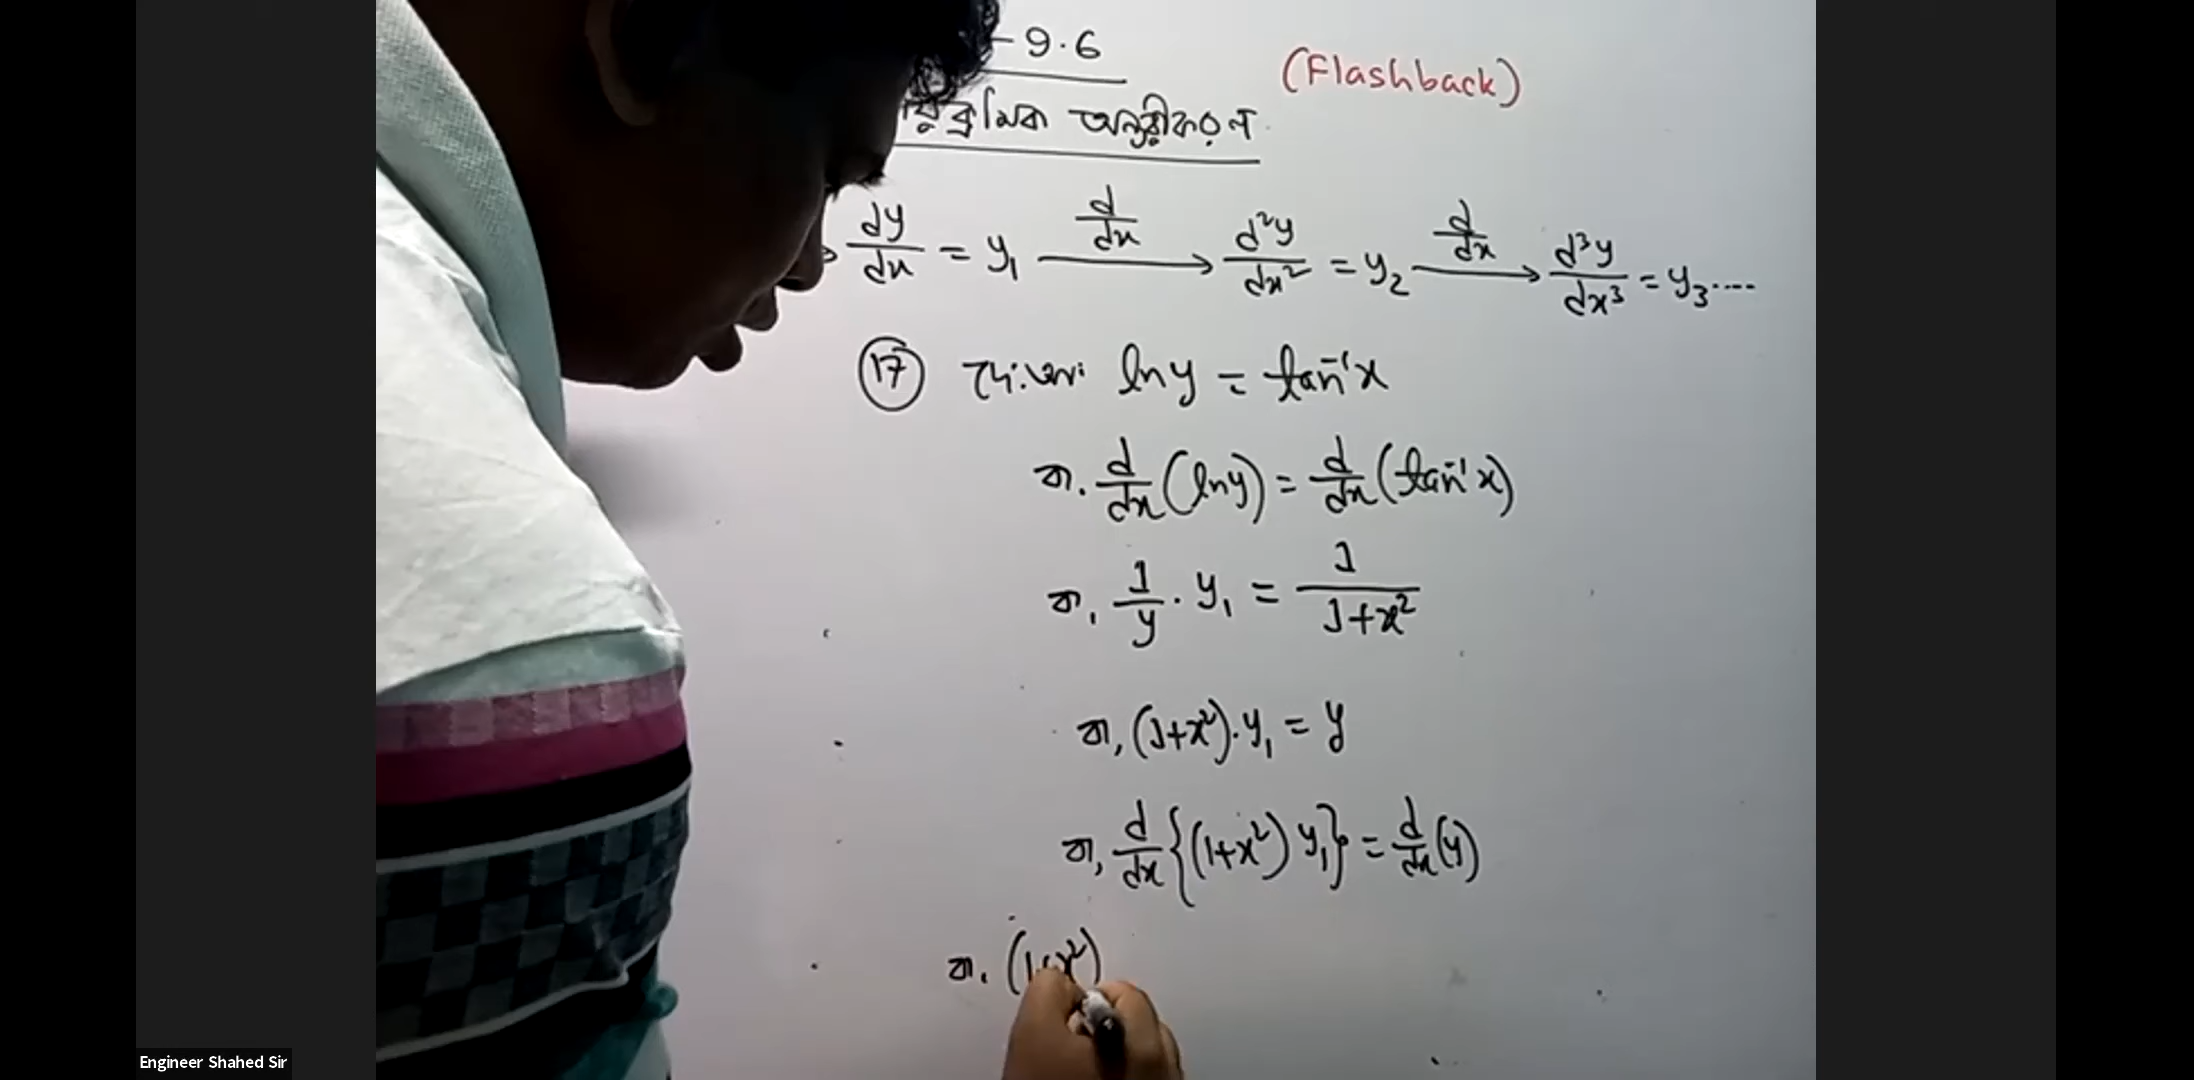 - 9.6
(Flashback)
অন্তরীকরণ
dy/dx = y₁ —d/dx→ d²y/dx² = y₂ —d/dx→ d³y/dx³ = y₃....
(17) দে.আ: ln y = tan⁻¹x
বা. d/dx (ln y) = d/dx (tan⁻¹x)
বা, 1/y . y₁ = 1/1+x²
বা, (1+x²).y₁ = y
বা, d/dx {(1+x²) y₁} = d/dx (y)
বা. (1+x²)
Engineer Shahed Sir